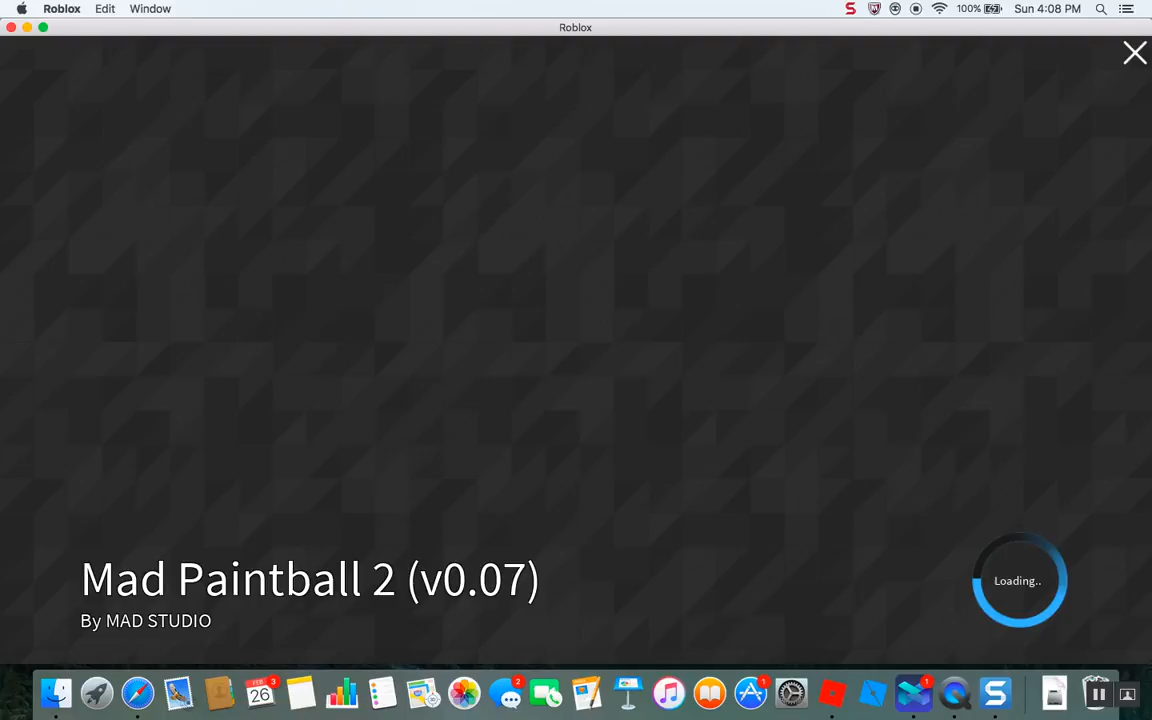 Roblox Edit Window 100% Sun 4:08 PM
Roblox
Mad Paintball 2 (v0.07)
By MAD STUDIO
Loading..
FEB 26 3 2 1 1